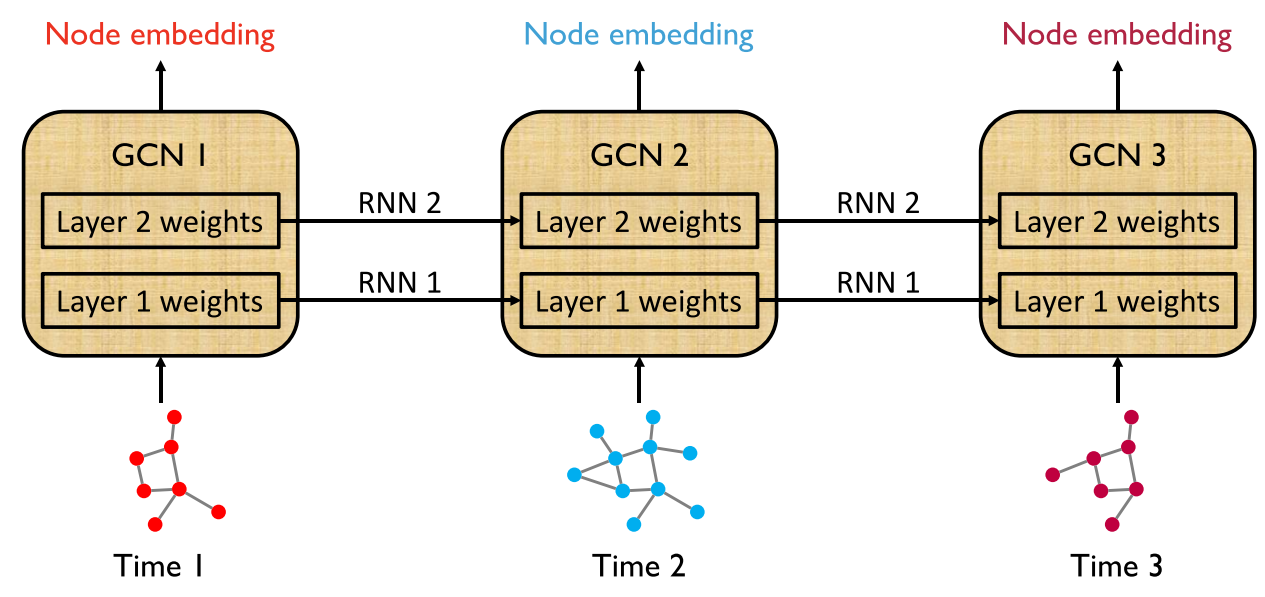 Node embedding
Node embedding
Node embedding
GCN 1
GCN 2
GCN 3
Layer 2 weights
RNN 2
Layer 2 weights
RNN 2
Layer 2 weights
Layer 1 weights
RNN 1
Layer 1 weights
RNN 1
Layer 1 weights
Time 1
Time 2
Time 3